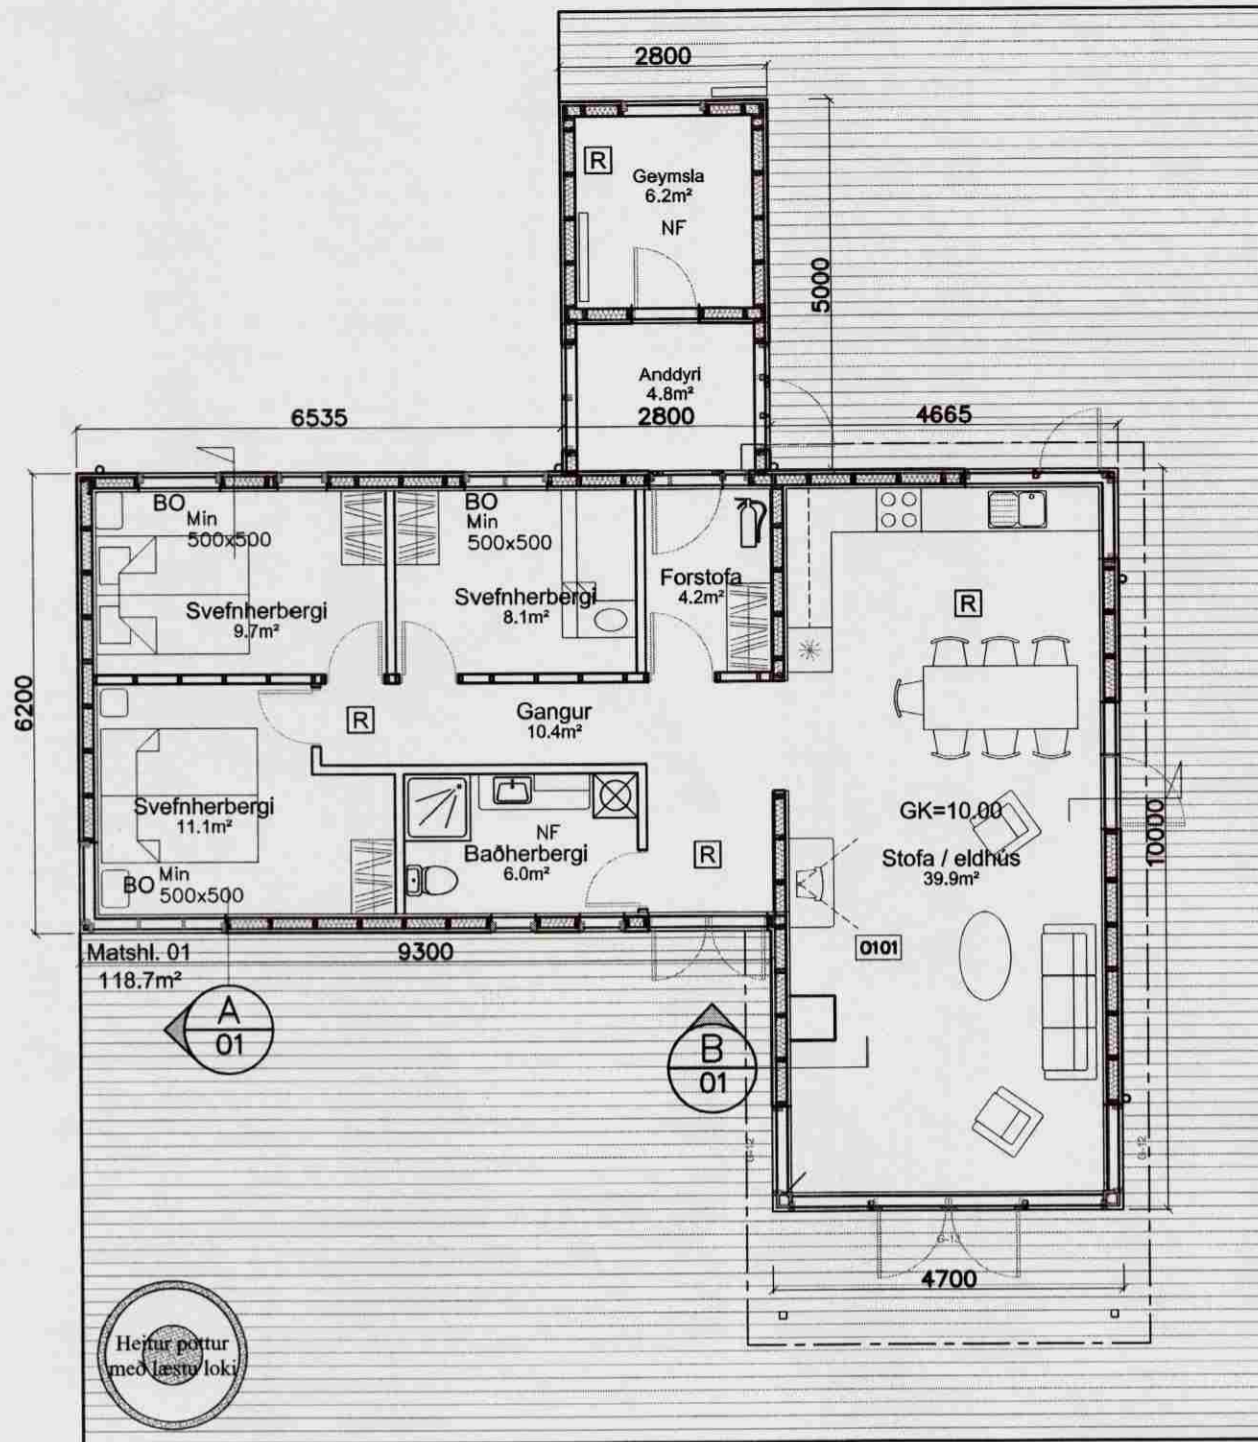 2800
R
Geymsla
6.2m²
NF
5000
Anddyri
4.8m²
6535
2800
4665
BO
Min
500x500
Svefnherbergi
9.7m²
BO
Min
500x500
Svefnherbergi
8.1m²
Forstofa
4.2m²
R
6200
R
Gangur
10.4m²
Svefnherbergi
11.1m²
BO Min
500x500
NF
Baðherbergi
6.0m²
R
GK=10,00
Stofa / eldhús
39.9m²
10000
0101
Matshl. 01
118.7m²
9300
A
01
B
01
G-12
G-12
G-12
4700
Heitur pottur
með læstu loki